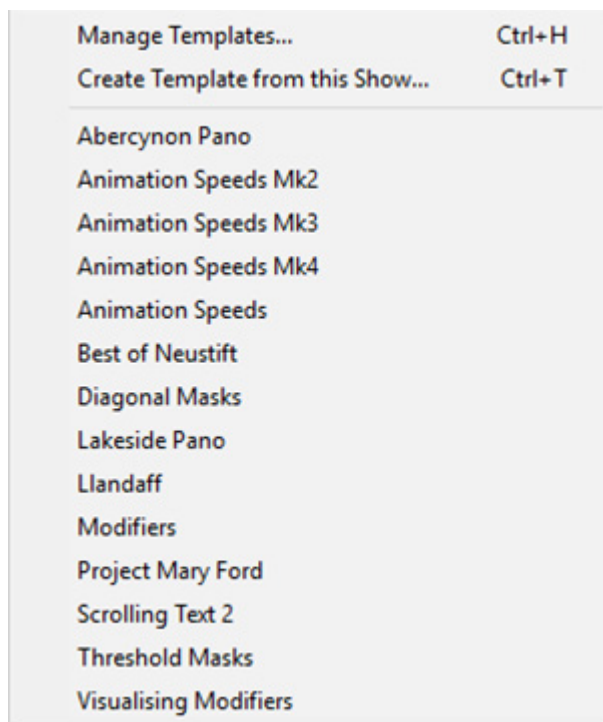 Manage Templates... Ctrl+H
Create Template from this Show... Ctrl+T
Abercynon Pano
Animation Speeds Mk2
Animation Speeds Mk3
Animation Speeds Mk4
Animation Speeds
Best of Neustift
Diagonal Masks
Lakeside Pano
Llandaff
Modifiers
Project Mary Ford
Scrolling Text 2
Threshold Masks
Visualising Modifiers